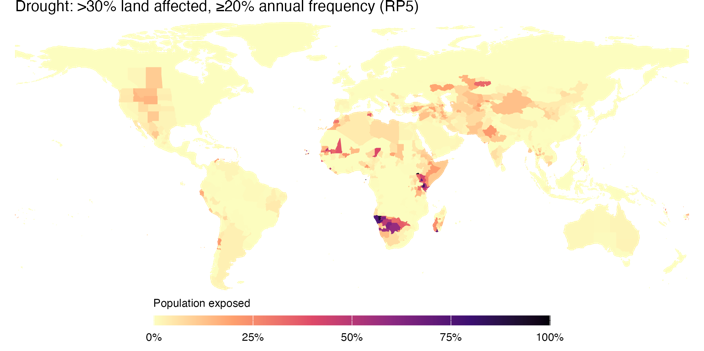 Drought: >30% land affected, ≥20% annual frequency (RP5)
Population exposed
0% 25% 50% 75% 100%